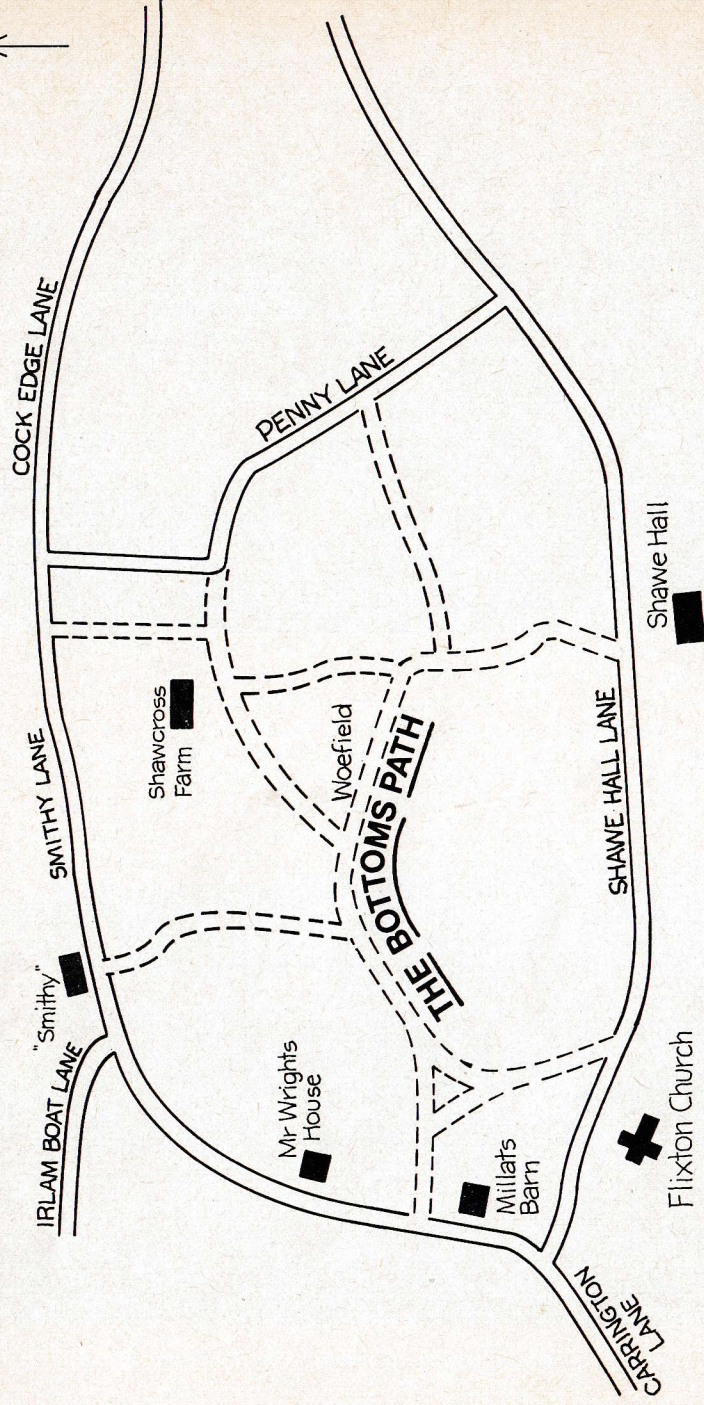 COCK EDGE LANE
SMITHY LANE
"Smithy"
IRLAM BOAT LANE
PENNY LANE
Shawcross
Farm
Woefield
THE BOTTOMS PATH
Mr Wrights
House
Millats
Barn
SHAWE HALL LANE
Shawe Hall
Flixton Church
CARRINGTON
LANE